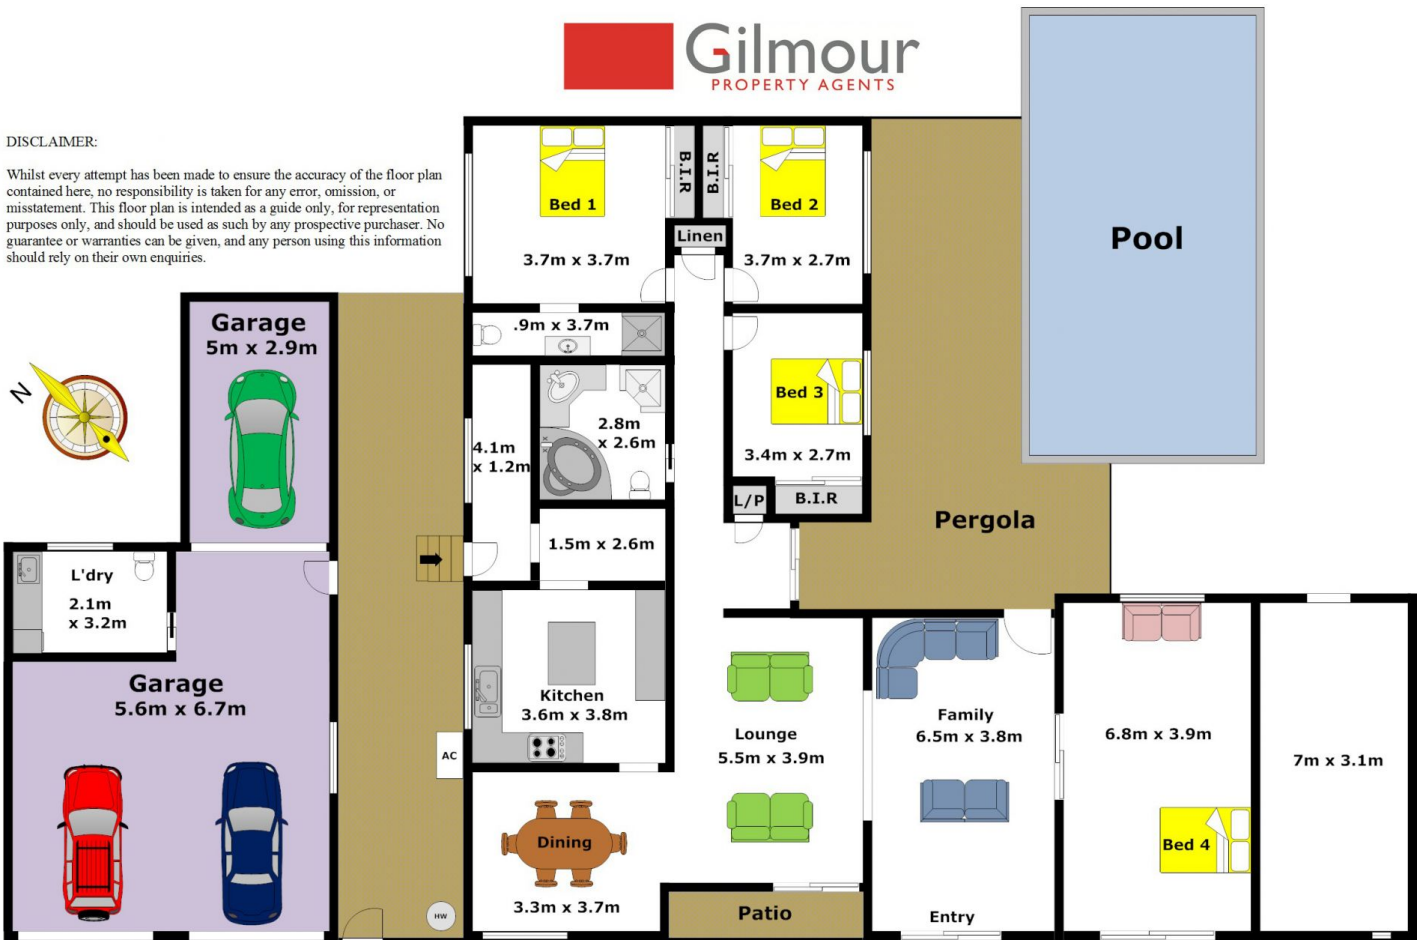 Gilmour
PROPERTY AGENTS
DISCLAIMER:
Whilst every attempt has been made to ensure the accuracy of the floor plan
contained here, no responsibility is taken for any error, omission, or
misstatement. This floor plan is intended as a guide only, for representation
purposes only, and should be used as such by any prospective purchaser. No
guarantee or warranties can be given, and any person using this information
should rely on their own enquiries.
N
Garage
5m x 2.9m
L'dry
2.1m
x 3.2m
Garage
5.6m x 6.7m
Bed 1
3.7m x 3.7m
B.I.R
B.I.R
Linen
Bed 2
3.7m x 2.7m
.9m x 3.7m
Bed 3
3.4m x 2.7m
2.8m
x 2.6m
4.1m
x 1.2m
L/P
B.I.R
1.5m x 2.6m
Pool
Pergola
Kitchen
3.6m x 3.8m
AC
HW
Dining
3.3m x 3.7m
Lounge
5.5m x 3.9m
Patio
Family
6.5m x 3.8m
Entry
6.8m x 3.9m
Bed 4
7m x 3.1m